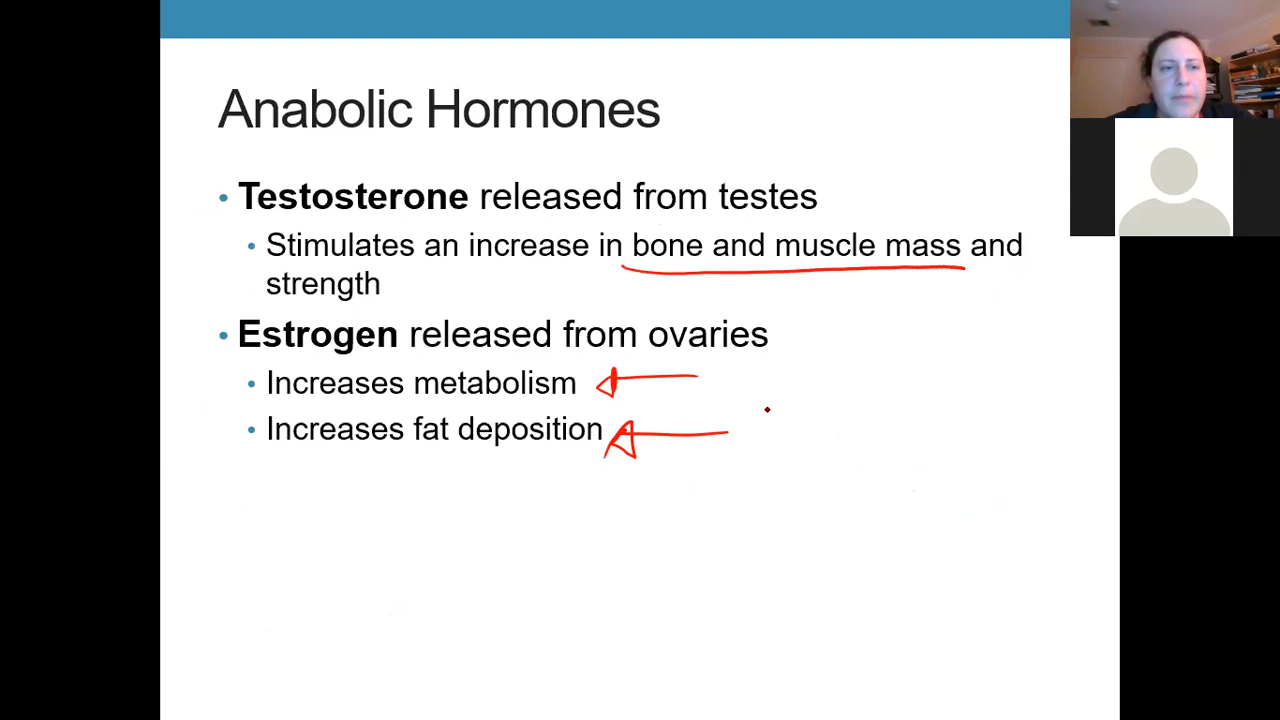 Anabolic Hormones
• Testosterone released from testes
• Stimulates an increase in bone and muscle mass and
strength
• Estrogen released from ovaries
• Increases metabolism
• Increases fat deposition